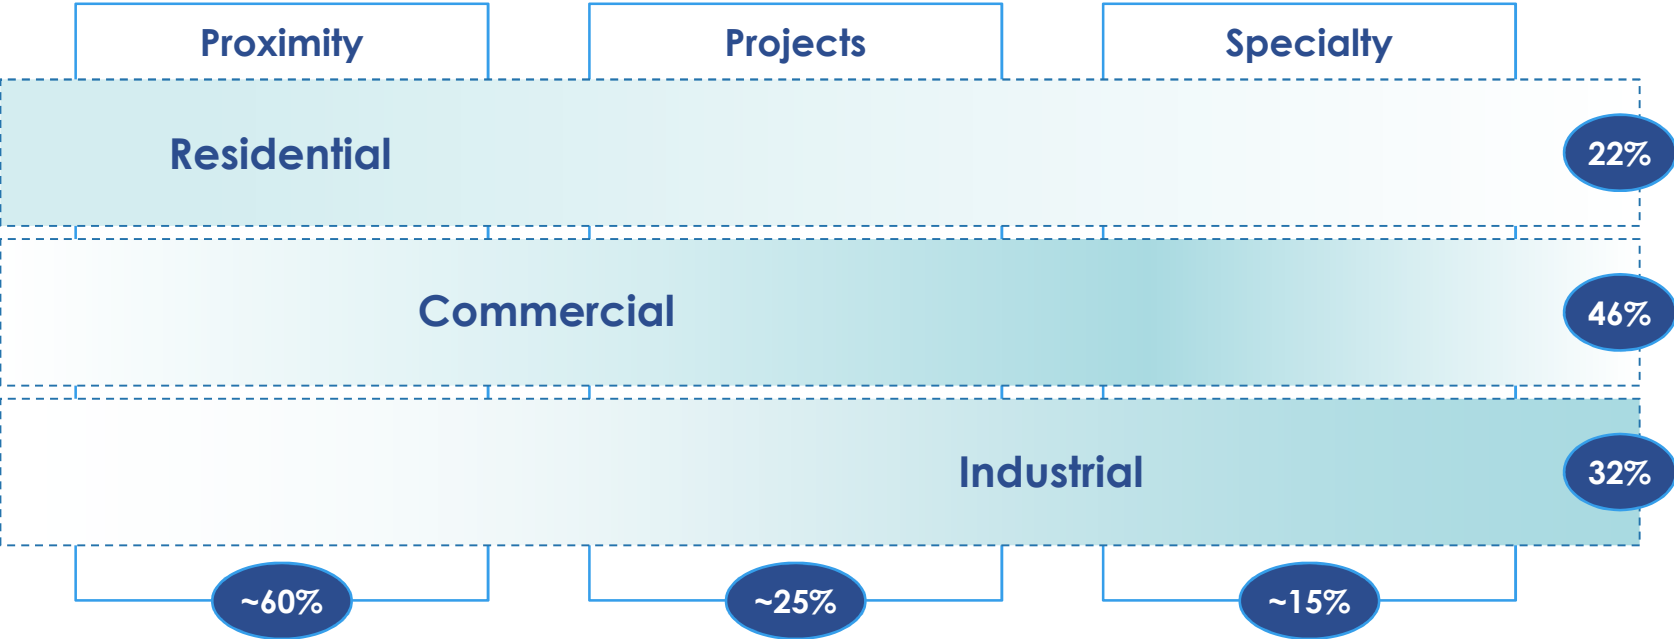 Proximity
Projects
Specialty
Residential
22%
Commercial
46%
Industrial
32%
~60%
~25%
~15%